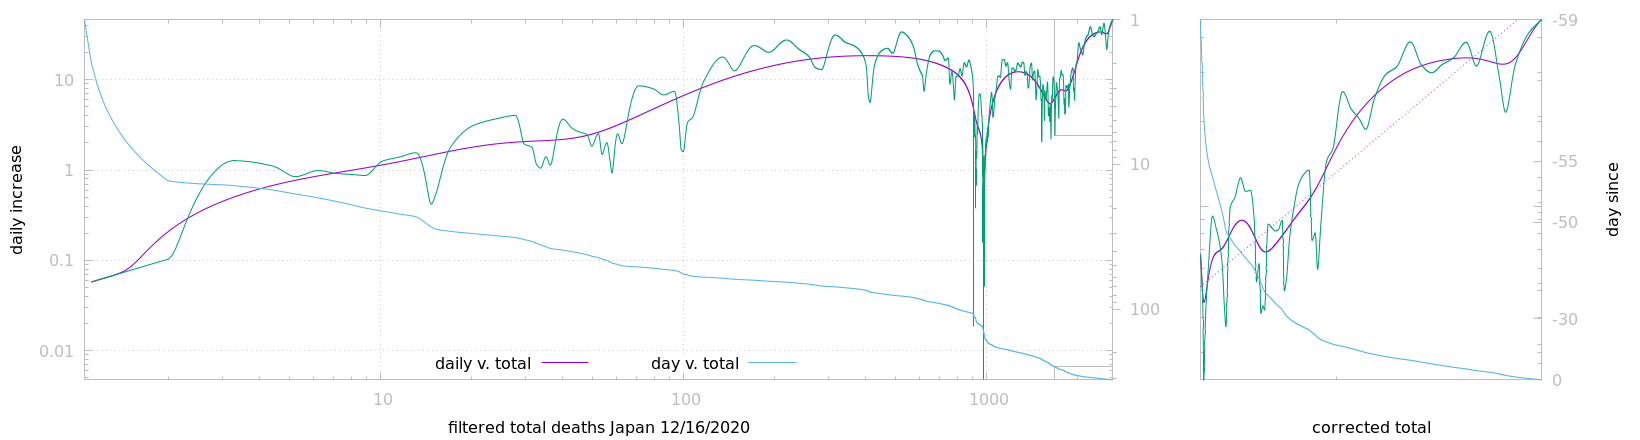 daily increase
10
1
0.1
0.01
10
100
1000
1
10
100
daily v. total
day v. total
filtered total deaths Japan 12/16/2020
-59
-55
-50
-30
0
day since
corrected total